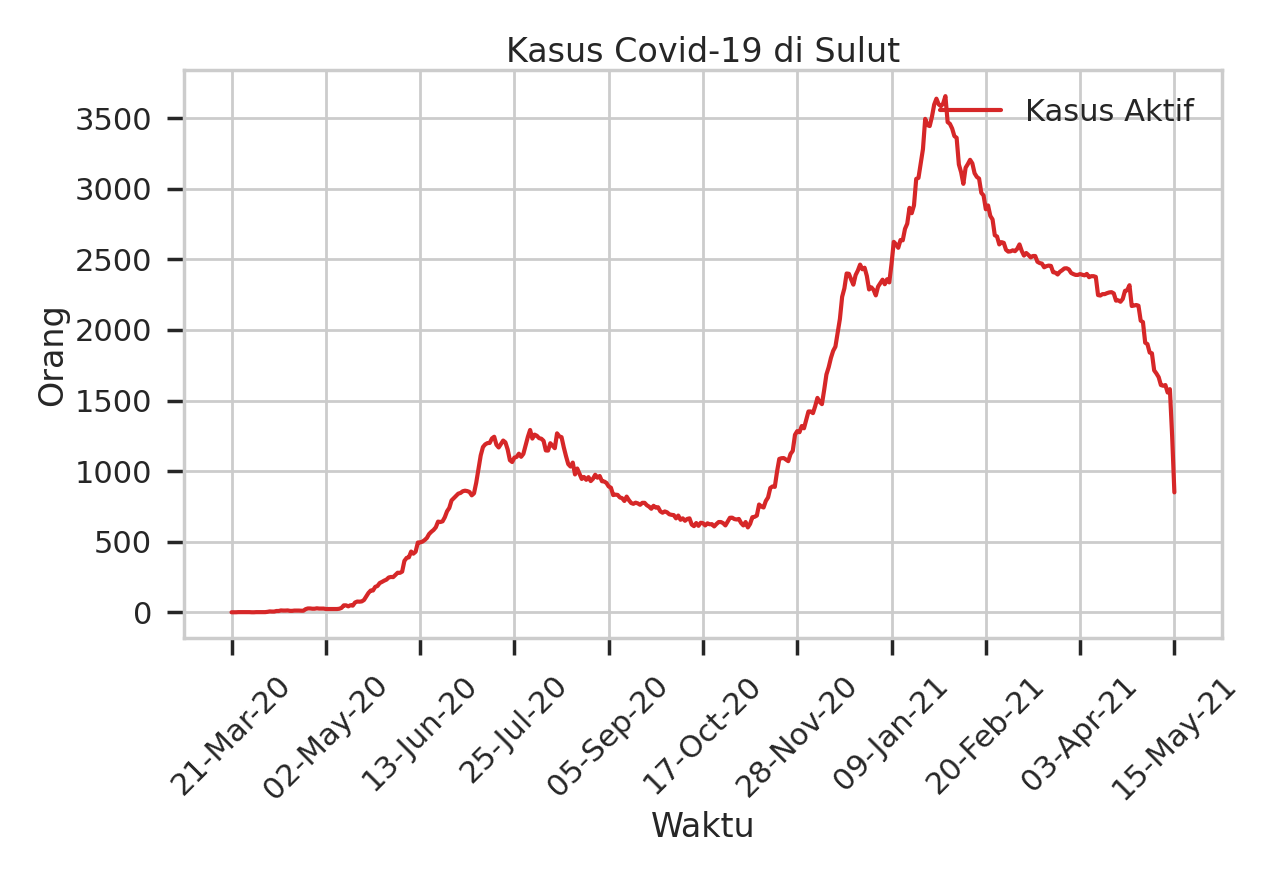 Kasus Covid-19 di Sulut
Kasus Aktif
Orang
3500
3000
2500
2000
1500
1000
500
0
21-Mar-20
02-May-20
13-Jun-20
25-Jul-20
05-Sep-20
17-Oct-20
28-Nov-20
09-Jan-21
20-Feb-21
03-Apr-21
15-May-21
Waktu